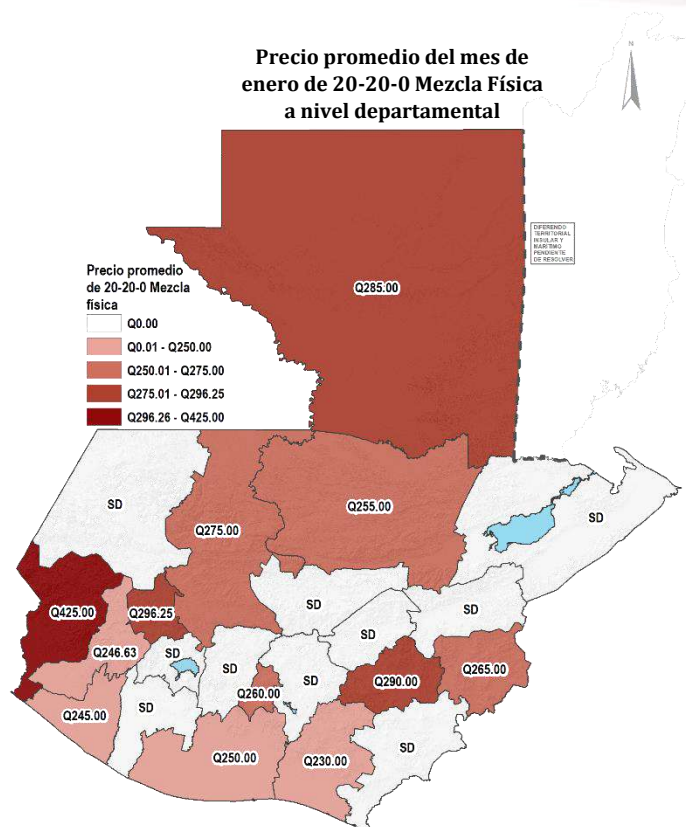 Precio promedio del mes de
enero de 20-20-0 Mezcla Física
a nivel departamental
N
DIFERENDO
TERRITORIAL
INSULAR Y
MARÍTIMO
PENDIENTE
DE RESOLVER
Q285.00
Precio promedio
de 20-20-0 Mezcla
física
Q0.00
Q0.01 - Q250.00
Q250.01 - Q275.00
Q275.01 - Q296.25
Q296.26 - Q425.00
SD
Q275.00
Q255.00
SD
Q425.00
Q296.25
SD
SD
SD
Q246.63
SD
SD
Q260.00
SD
Q290.00
Q265.00
Q245.00
SD
Q250.00
Q230.00
SD